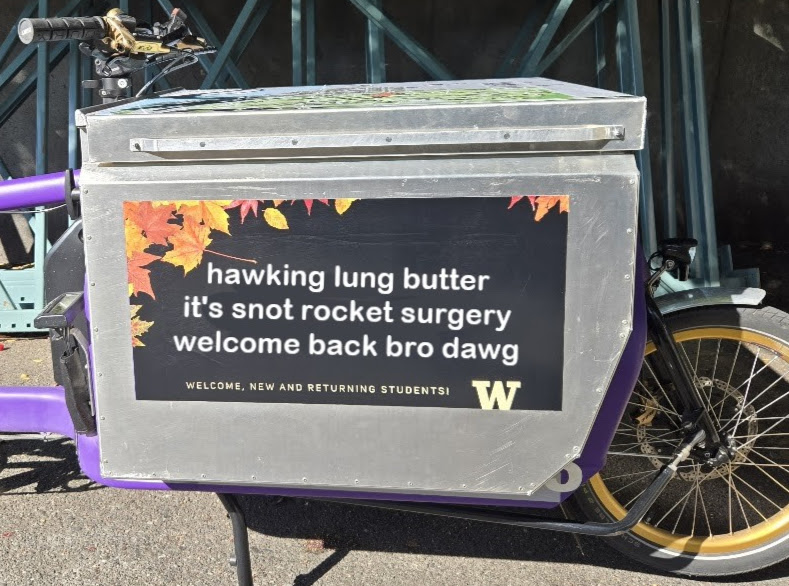 hawking lung butter
it's snot rocket surgery
welcome back bro dawg
WELCOME, NEW AND RETURNING STUDENTS!
W